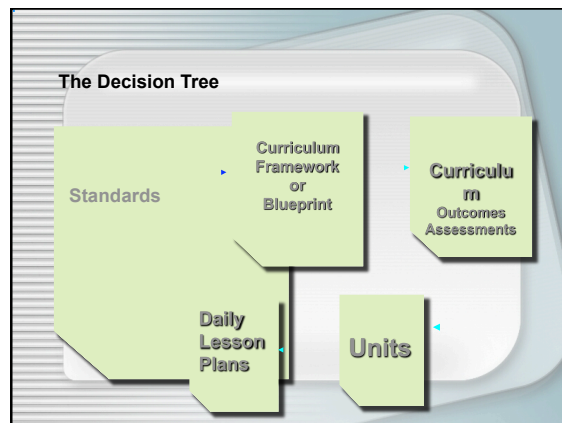 The Decision Tree
Standards
Curriculum
Framework
or
Blueprint
Curriculu
m
Outcomes
Assessments
Units
Daily
Lesson
Plans